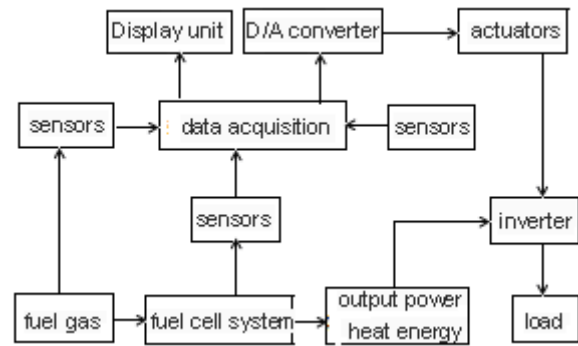 Display unit
D/A converter
actuators
sensors
data acquisition
sensors
sensors
inverter
fuel gas
fuel cell system
output power
heat energy
load